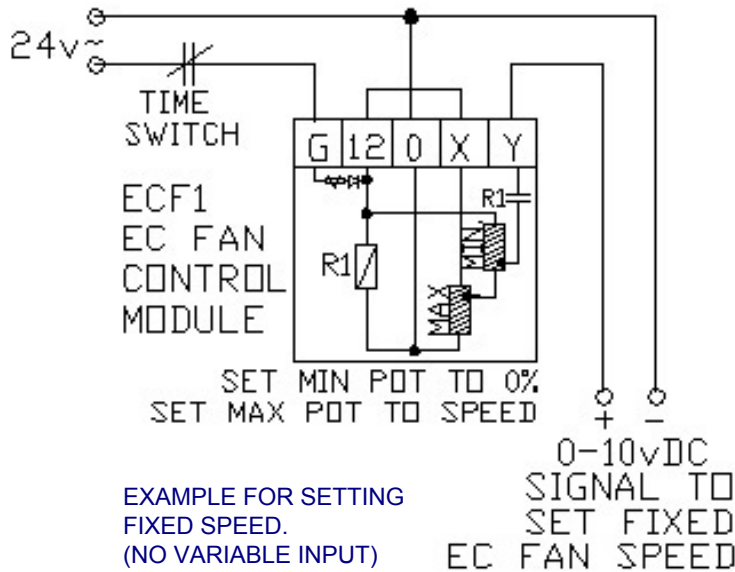 24v~
TIME
SWITCH
G 12 0 X Y
ECF1
EC FAN
CONTROL
MODULE
R1
R1
MIN
MAX
SET MIN POT TO 0%
SET MAX POT TO SPEED
+ −
0-10vDC
SIGNAL TO
SET FIXED
EC FAN SPEED
EXAMPLE FOR SETTING
FIXED SPEED.
(NO VARIABLE INPUT)